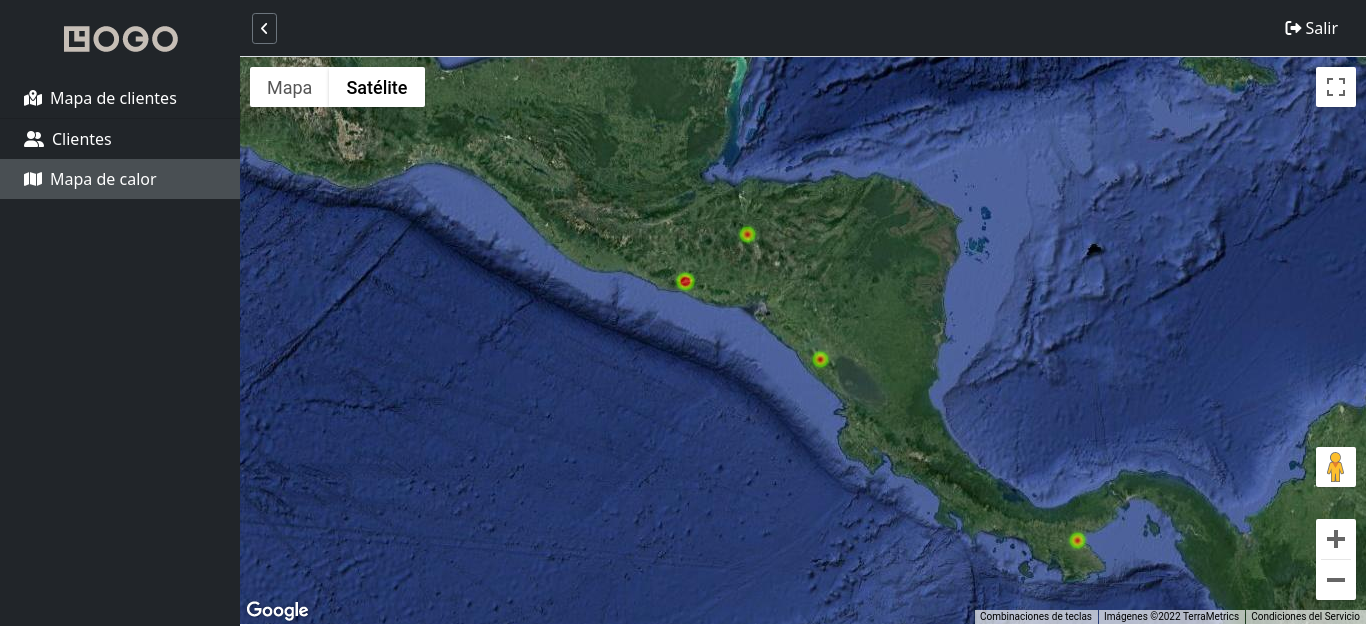 LOGO
Salir
Mapa de clientes
Clientes
Mapa de calor
Mapa
Satélite
Google
Combinaciones de teclas
Imágenes ©2022 TerraMetrics
Condiciones del Servicio